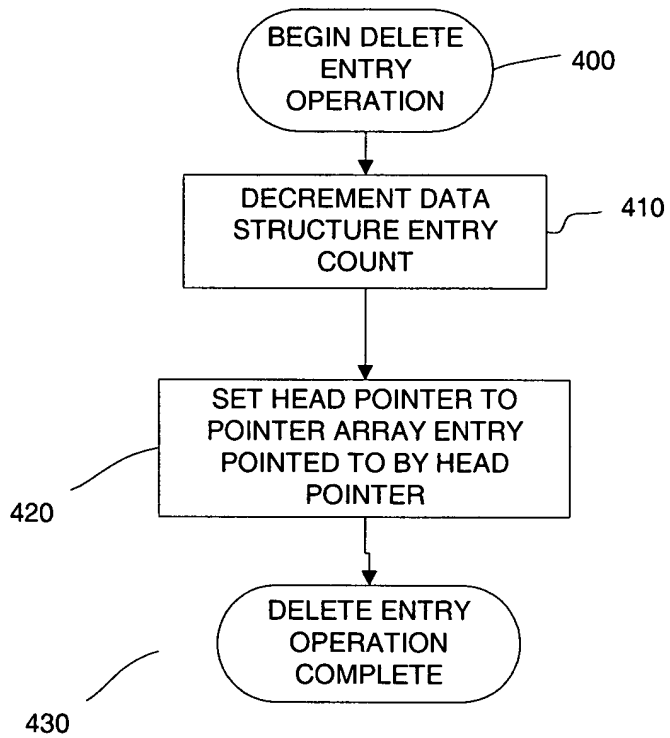 BEGIN DELETE
ENTRY
OPERATION
400
DECREMENT DATA
STRUCTURE ENTRY
COUNT
410
SET HEAD POINTER TO
POINTER ARRAY ENTRY
POINTED TO BY HEAD
POINTER
420
DELETE ENTRY
OPERATION
COMPLETE
430